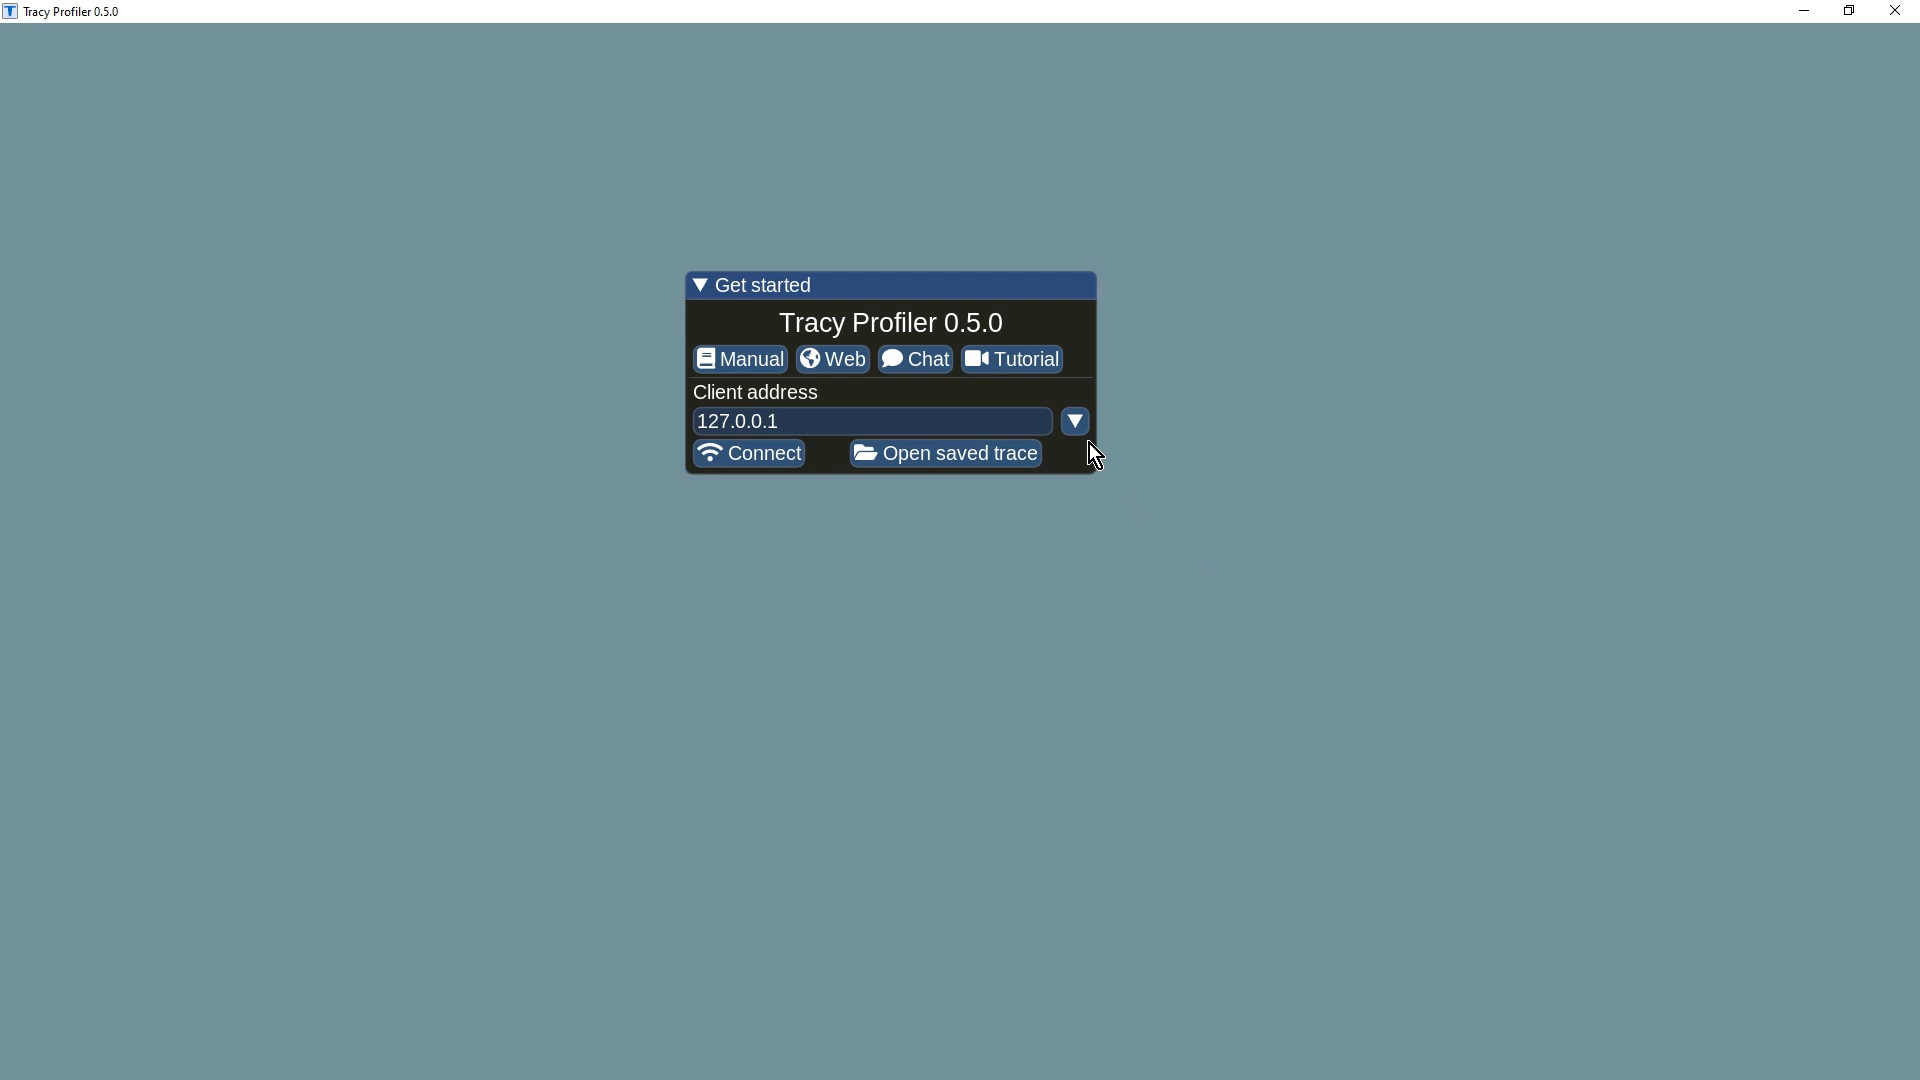 Tracy Profiler 0.5.0
Get started
Tracy Profiler 0.5.0
Manual Web Chat Tutorial
Client address
127.0.0.1
Connect Open saved trace